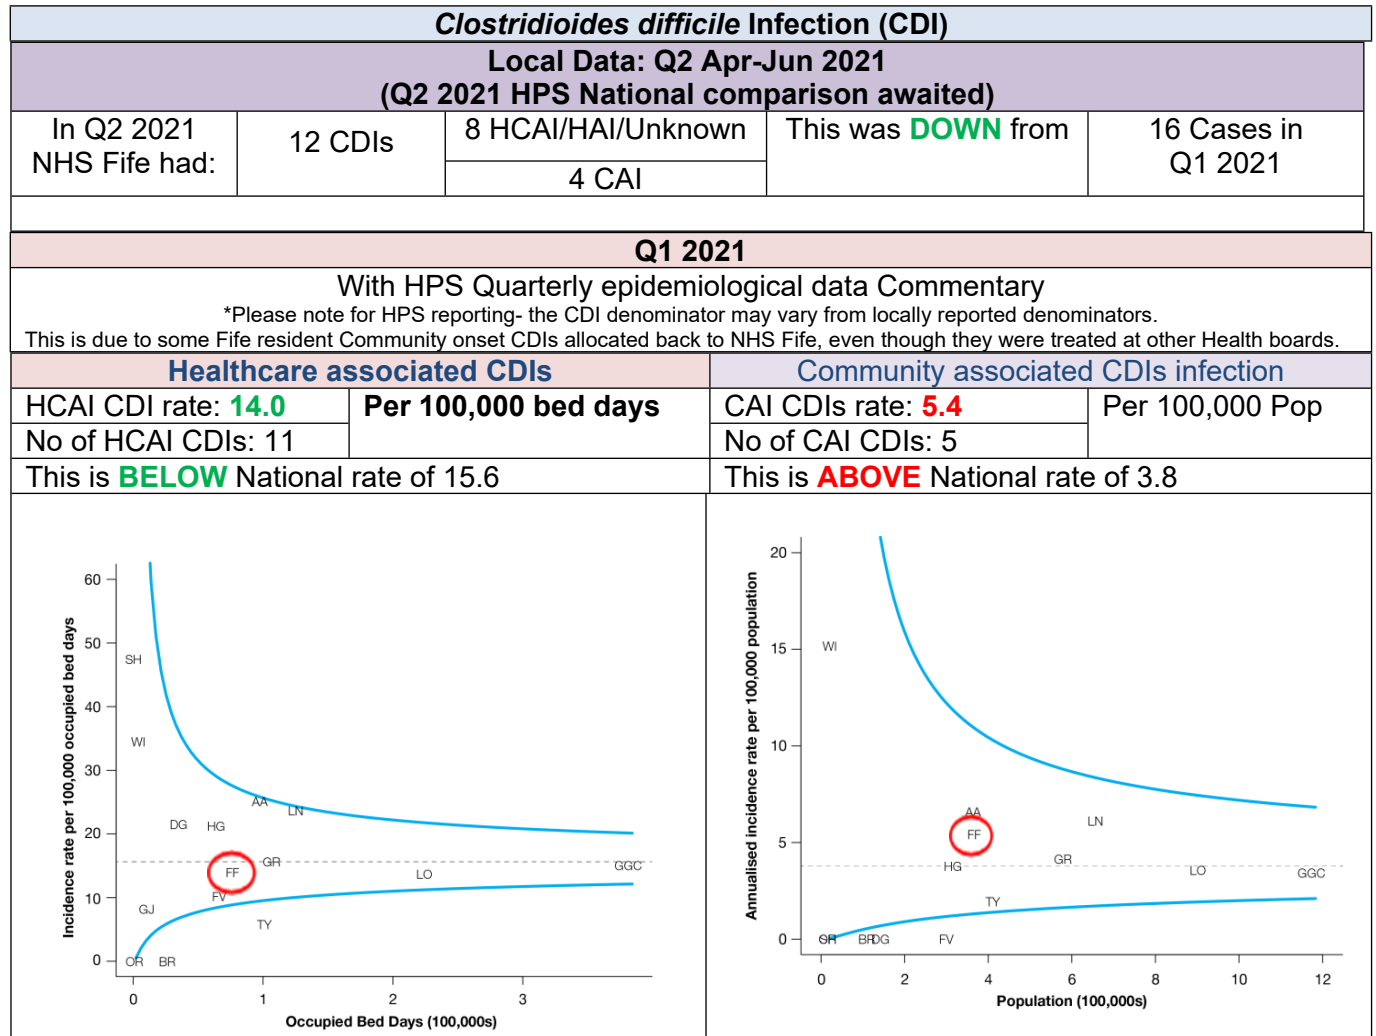 Clostridioides difficile Infection (CDI)
Local Data: Q2 Apr-Jun 2021
(Q2 2021 HPS National comparison awaited)
In Q2 2021
NHS Fife had:
12 CDIs
8 HCAI/HAI/Unknown
4 CAI
This was DOWN from
16 Cases in
Q1 2021
Q1 2021
With HPS Quarterly epidemiological data Commentary
*Please note for HPS reporting- the CDI denominator may vary from locally reported denominators.
This is due to some Fife resident Community onset CDIs allocated back to NHS Fife, even though they were treated at other Health boards.
Healthcare associated CDIs
HCAI CDI rate: 14.0
Per 100,000 bed days
No of HCAI CDIs: 11
This is BELOW National rate of 15.6
Community associated CDIs infection
CAI CDIs rate: 5.4
Per 100,000 Pop
No of CAI CDIs: 5
This is ABOVE National rate of 3.8
Incidence rate per 100,000 occupied bed days
60
50
40
30
20
10
0
SH
WI
AA
LN
DG
HG
GR
FF
LO
GGC
FV
GJ
TY
OR
BR
0
1
2
3
Occupied Bed Days (100,000s)
Annualised incidence rate per 100,000 population
20
15
10
5
0
WI
AA
LN
FF
GR
HG
LO
GGC
TY
BR
DG
FV
0
2
4
6
8
10
12
Population (100,000s)